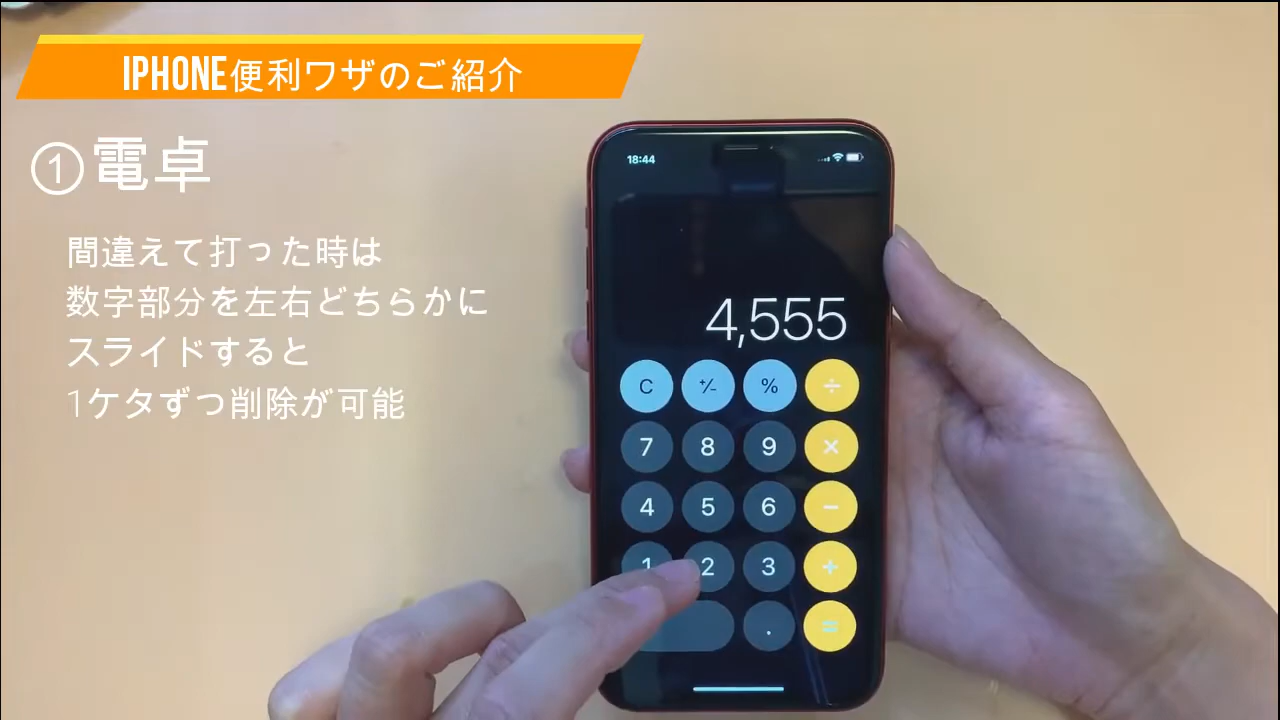 IPHONE便利ワザのご紹介
①電卓
間違えて打った時は
数字部分を左右どちらかに
スライドすると
1ケタずつ削除が可能
18:44
4,555
C +/- % ÷
7 8 9 ×
4 5 6 −
1 2 3 +
. =